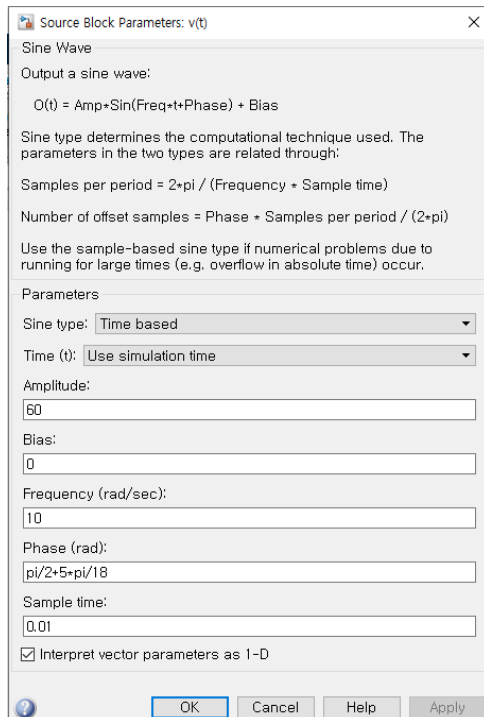 Source Block Parameters: v(t)
Sine Wave
Output a sine wave:
O(t) = Amp*Sin(Freq*t+Phase) + Bias
Sine type determines the computational technique used. The
parameters in the two types are related through:
Samples per period = 2*pi / (Frequency * Sample time)
Number of offset samples = Phase * Samples per period / (2*pi)
Use the sample-based sine type if numerical problems due to
running for large times (e.g. overflow in absolute time) occur.
Parameters
Sine type: Time based
Time (t): Use simulation time
Amplitude:
60
Bias:
0
Frequency (rad/sec):
10
Phase (rad):
pi/2+5*pi/18
Sample time:
0.01
Interpret vector parameters as 1-D
OK Cancel Help Apply